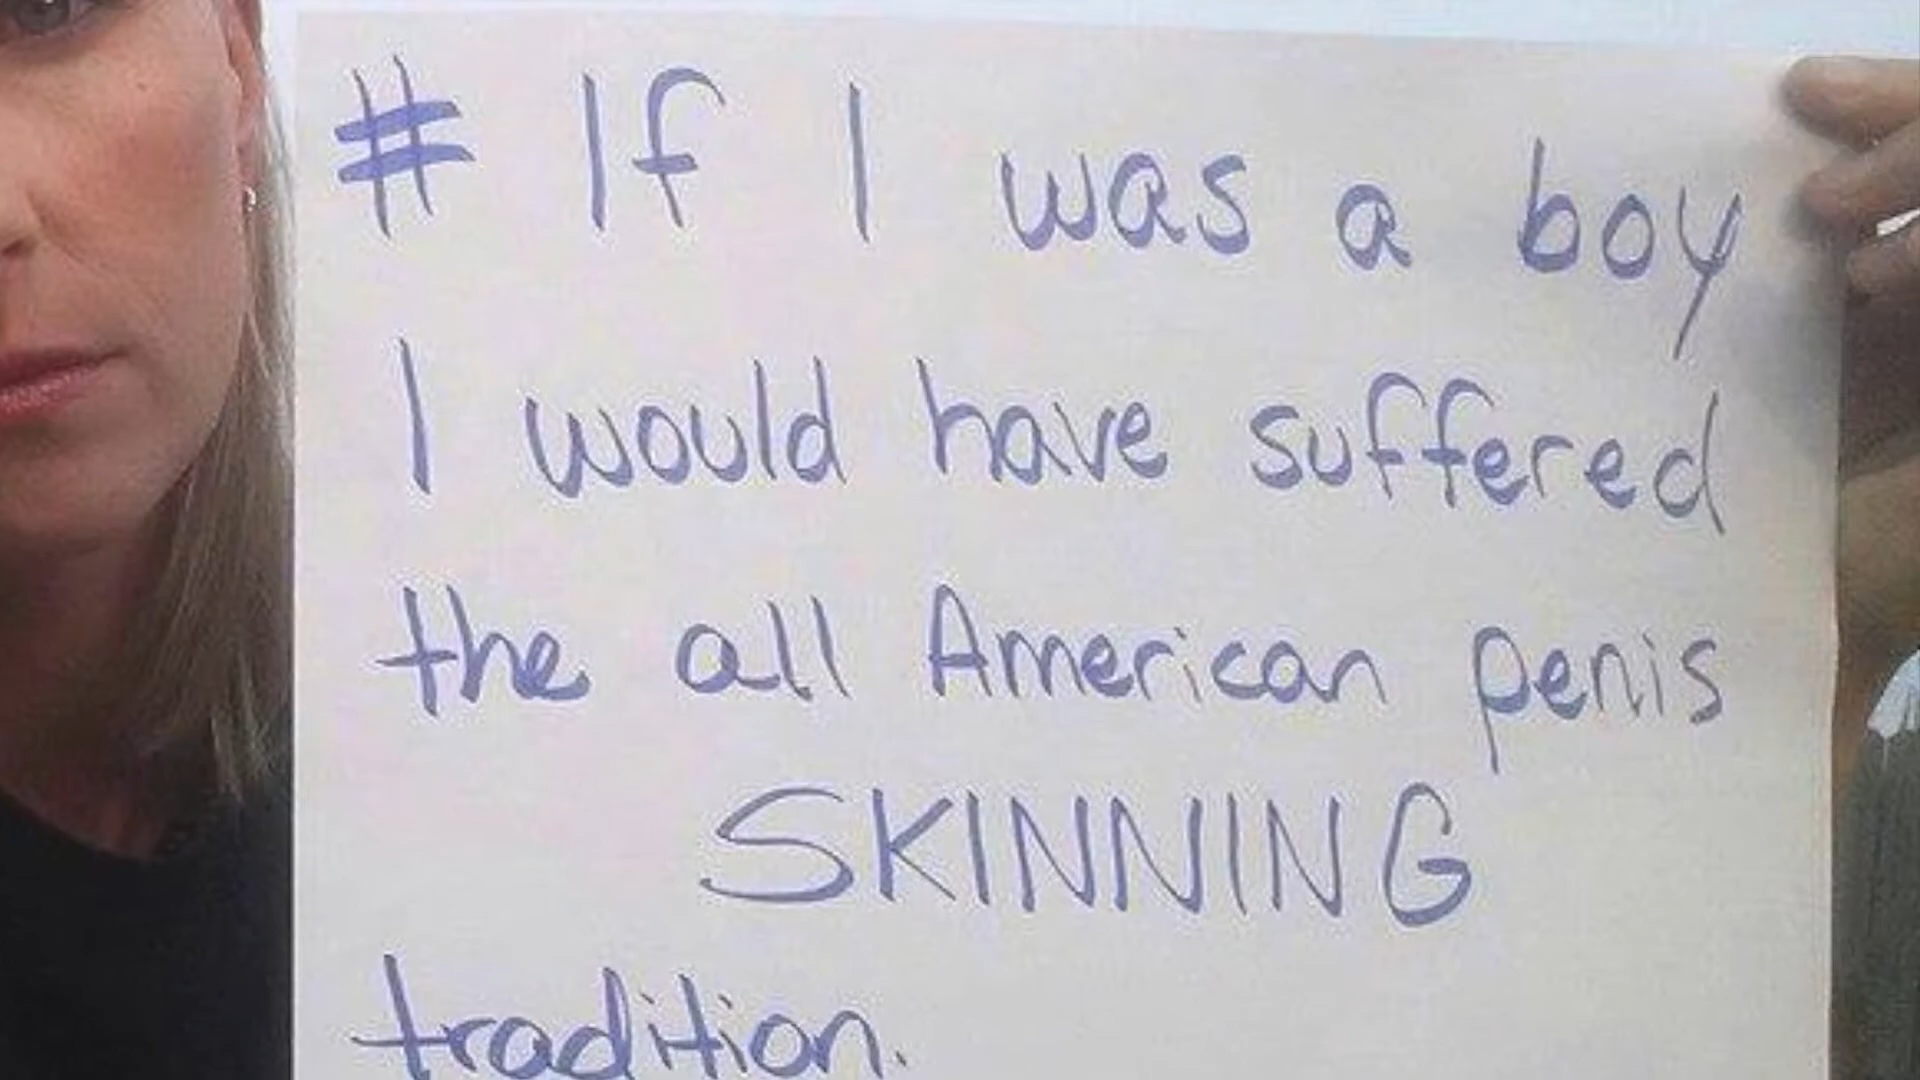 # If I was a boy
I would have suffered
the all American penis
SKINNING
tradition.